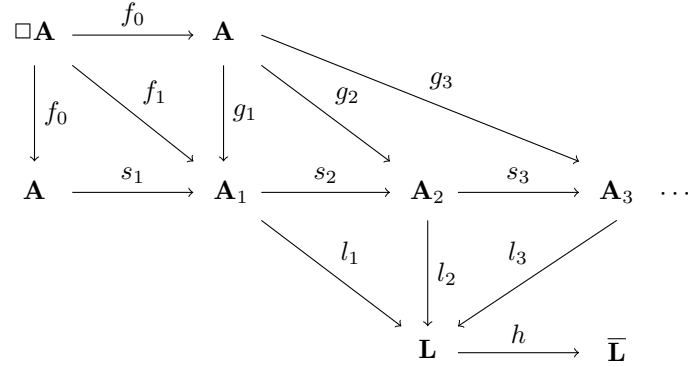 □A f₀ A
f₀ f₁ g₁ g₂ g₃
A s₁ A₁ s₂ A₂ s₃ A₃ ⋯
l₁ l₂ l₃
L h L̅